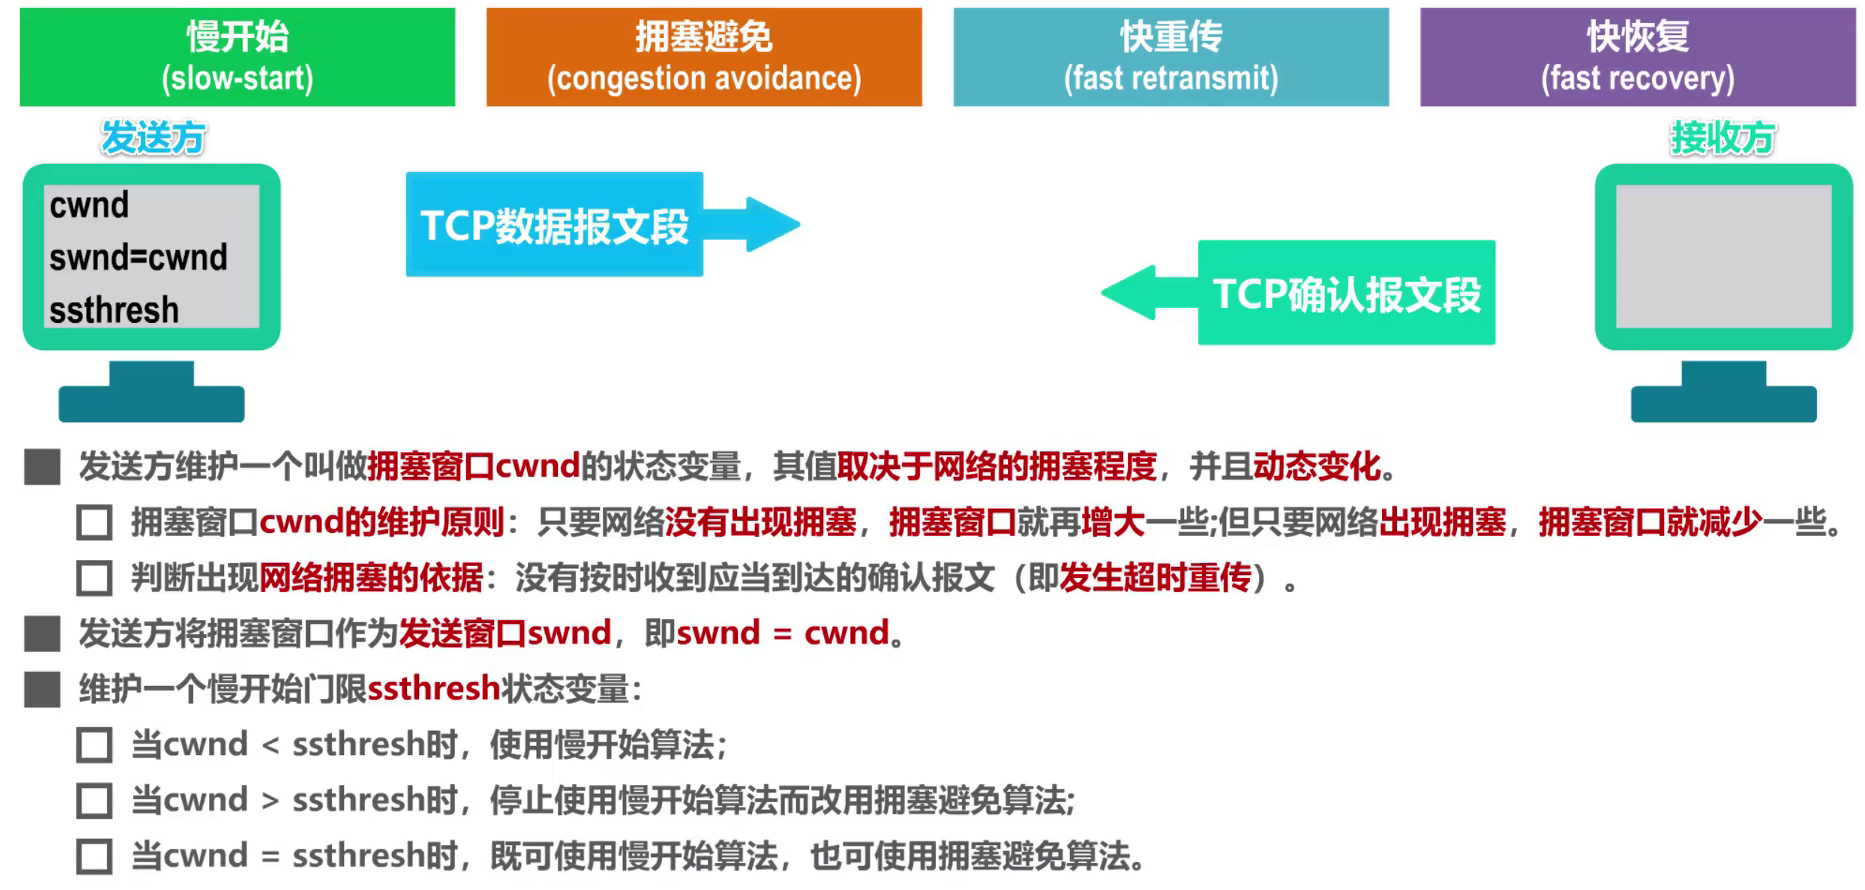 慢开始
(slow-start)
拥塞避免
(congestion avoidance)
快重传
(fast retransmit)
快恢复
(fast recovery)
发送方
接收方
cwnd
swnd=cwnd
ssthresh
TCP数据报文段
TCP确认报文段
发送方维护一个叫做拥塞窗口cwnd的状态变量，其值取决于网络的拥塞程度，并且动态变化。
拥塞窗口cwnd的维护原则：只要网络没有出现拥塞，拥塞窗口就再增大一些;但只要网络出现拥塞，拥塞窗口就减少一些。
判断出现网络拥塞的依据：没有按时收到应当到达的确认报文（即发生超时重传）。
发送方将拥塞窗口作为发送窗口swnd，即swnd = cwnd。
维护一个慢开始门限ssthresh状态变量：
当cwnd < ssthresh时，使用慢开始算法；
当cwnd > ssthresh时，停止使用慢开始算法而改用拥塞避免算法;
当cwnd = ssthresh时，既可使用慢开始算法，也可使用拥塞避免算法。